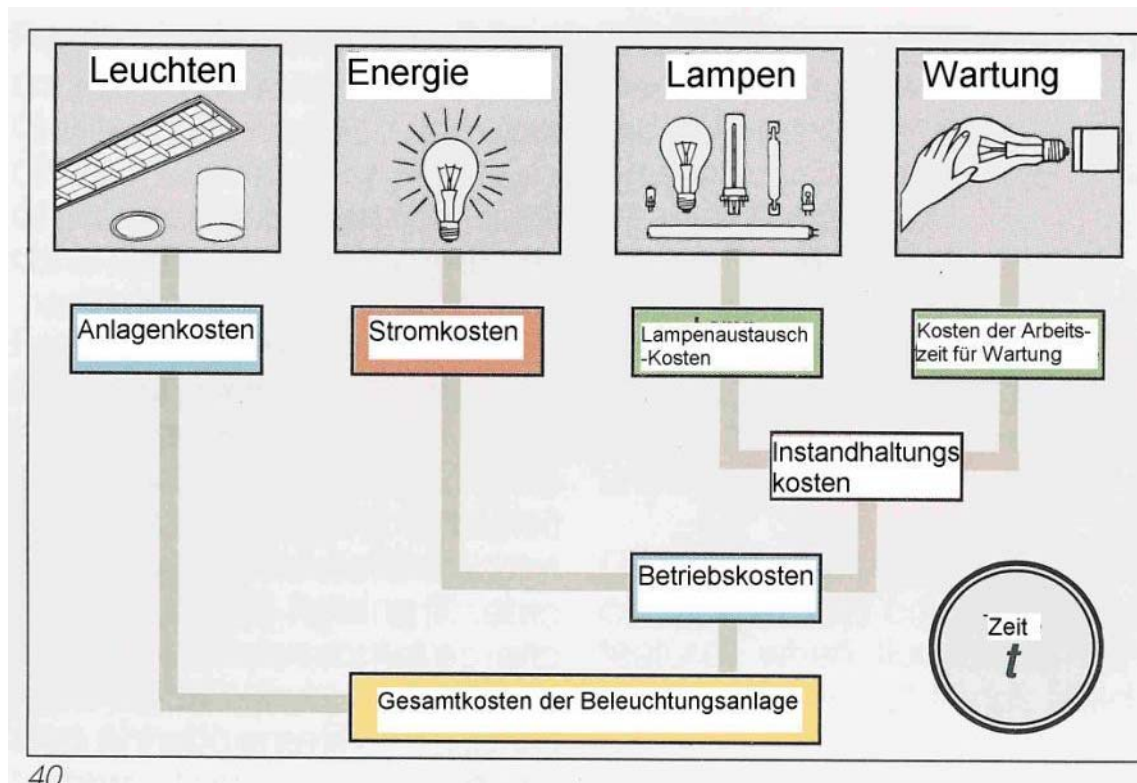 Leuchten
Energie
Lampen
Wartung
Anlagenkosten
Stromkosten
Lampenaustausch
-Kosten
Kosten der Arbeits-
zeit für Wartung
Instandhaltungs
kosten
Betriebskosten
Zeit
t
Gesamtkosten der Beleuchtungsanlage
40